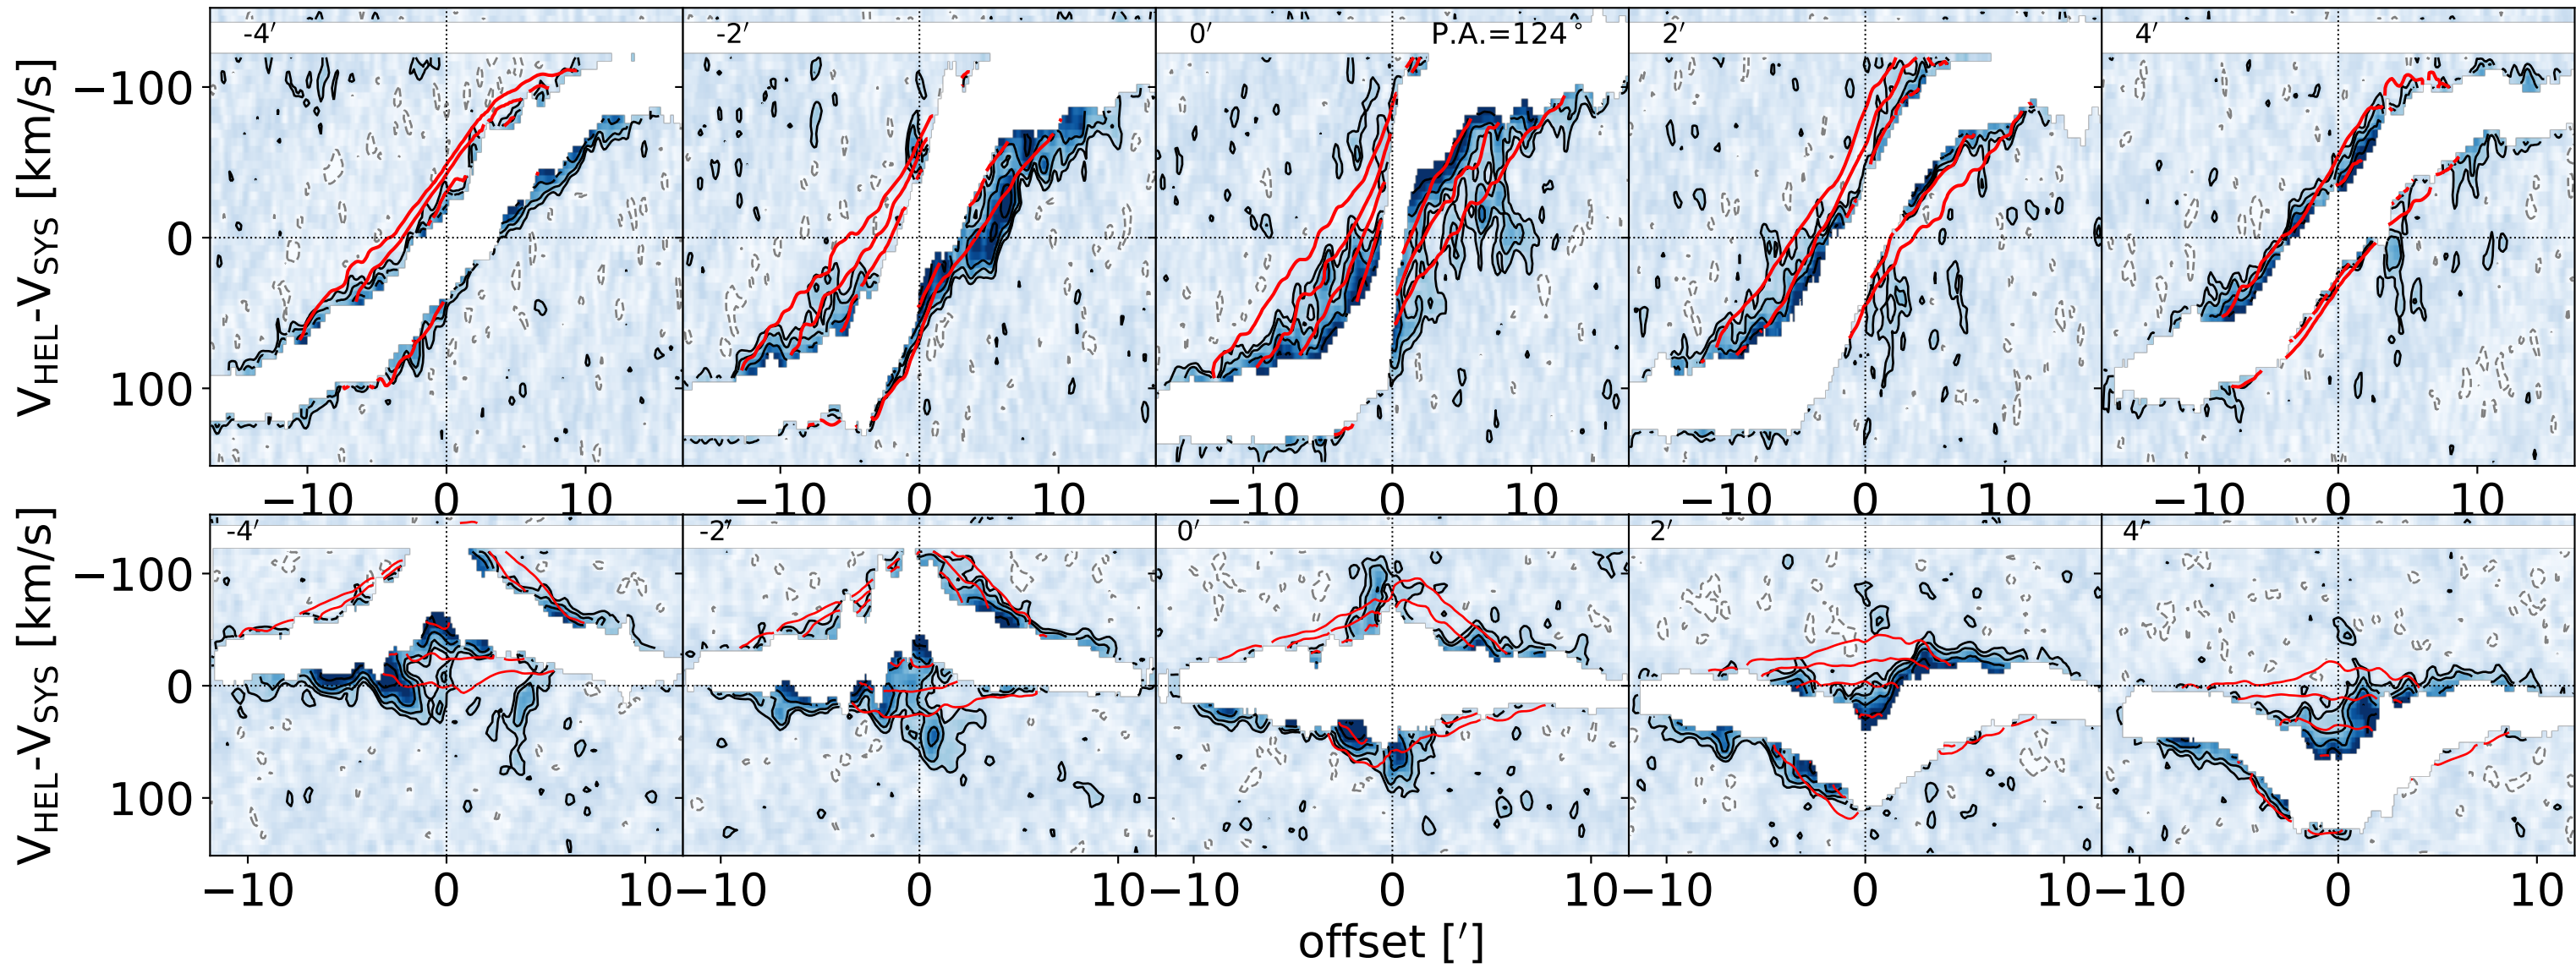 -4′ -2′ 0′ P.A.=124° 2′ 4′
V_HEL-V_SYS [km/s]
−100
0
100
−10 0 10 −10 0 10 −10 0 10 −10 0 10 −10 0 10
-4′ -2′ 0′ 2′ 4′
V_HEL-V_SYS [km/s]
−100
0
100
−10 0 10 −10 0 10 −10 0 10 −10 0 10 −10 0 10
offset [′]